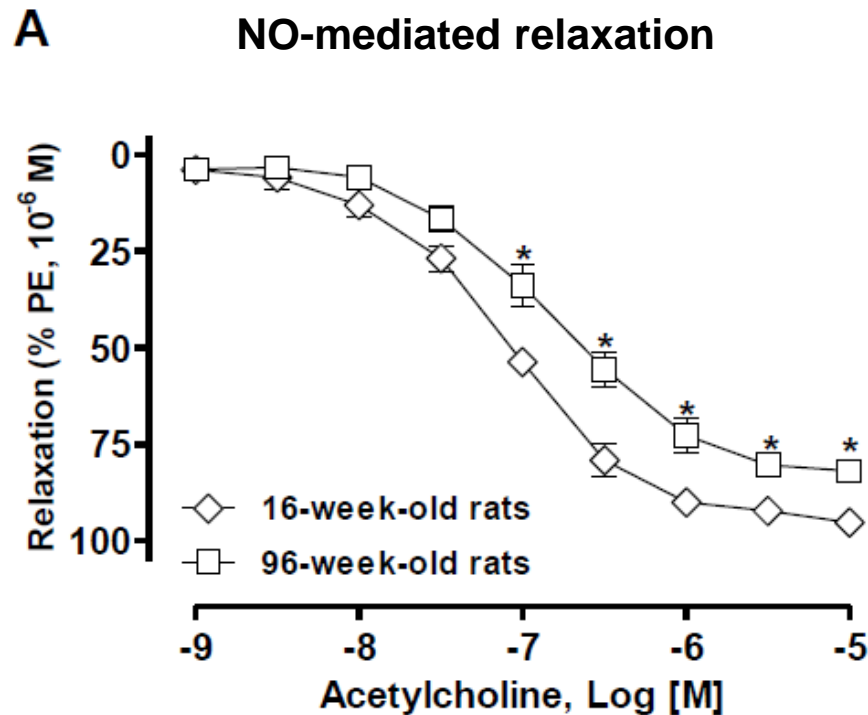 A
NO-mediated relaxation
Relaxation (% PE, 10⁻⁶ M)
0
25
50
75
100
*
*
*
*
*
16-week-old rats
96-week-old rats
-9
-8
-7
-6
-5
Acetylcholine, Log [M]